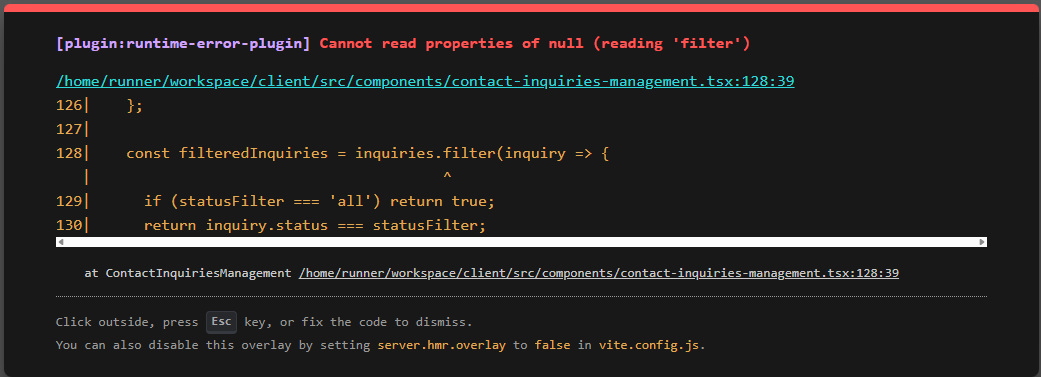 [plugin:runtime-error-plugin] Cannot read properties of null (reading 'filter')
/home/runner/workspace/client/src/components/contact-inquiries-management.tsx:128:39
126|    };
127|
128|    const filteredInquiries = inquiries.filter(inquiry => {
   |                                       ^
129|      if (statusFilter === 'all') return true;
130|      return inquiry.status === statusFilter;
at ContactInquiriesManagement /home/runner/workspace/client/src/components/contact-inquiries-management.tsx:128:39
Click outside, press Esc key, or fix the code to dismiss.
You can also disable this overlay by setting server.hmr.overlay to false in vite.config.js.